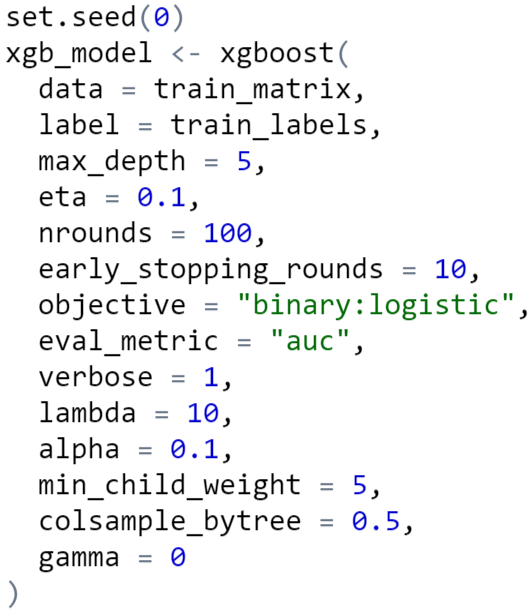 set.seed(0)
xgb_model <- xgboost(
  data = train_matrix,
  label = train_labels,
  max_depth = 5,
  eta = 0.1,
  nrounds = 100,
  early_stopping_rounds = 10,
  objective = "binary:logistic",
  eval_metric = "auc",
  verbose = 1,
  lambda = 10,
  alpha = 0.1,
  min_child_weight = 5,
  colsample_bytree = 0.5,
  gamma = 0
)